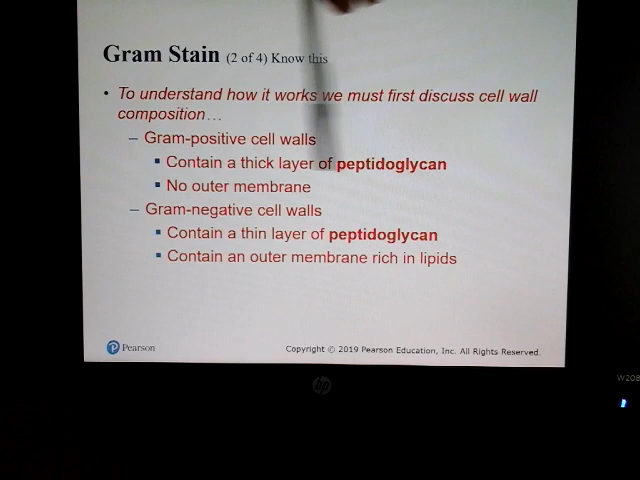 Gram Stain (2 of 4) Know this
• To understand how it works we must first discuss cell wall
composition…
– Gram-positive cell walls
▪ Contain a thick layer of peptidoglycan
▪ No outer membrane
– Gram-negative cell walls
▪ Contain a thin layer of peptidoglycan
▪ Contain an outer membrane rich in lipids
P Pearson
Copyright © 2019 Pearson Education, Inc. All Rights Reserved.
hp
W208